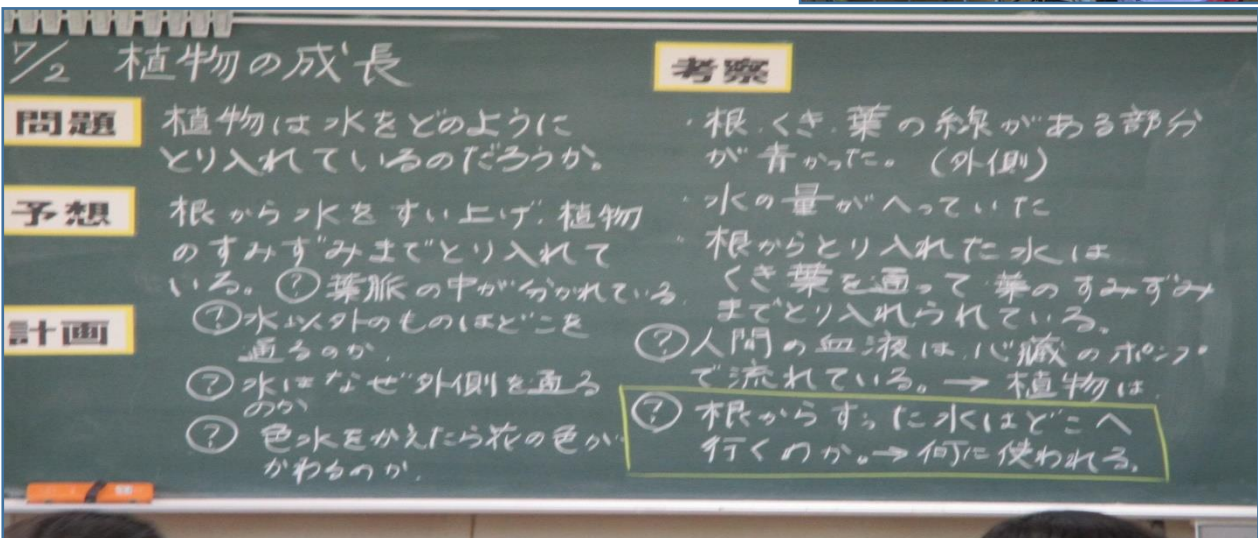 7/2 植物の成長
問題
植物は水をどのように
とり入れているのだろうか。
予想
根から水をすい上げ、植物
のすみずみまでとり入れて
いる。?葉脈の中が分かれている
計画
?水以外のものはどこを
通るのか。
?水はなぜ外側を通る
のか
?色水をかえたら花の色が
かわるのか。
考察
・根、くき、葉の線がある部分
が青かった。(外側)
・水の量がへっていた
・根からとり入れた水は
くき葉を通って葉のすみずみ
までとり入れられている。
?人間の血液は、心臓のポンプ
で流れている。→植物は
?根からすった水はどこへ
行くのか。→何に使われる。